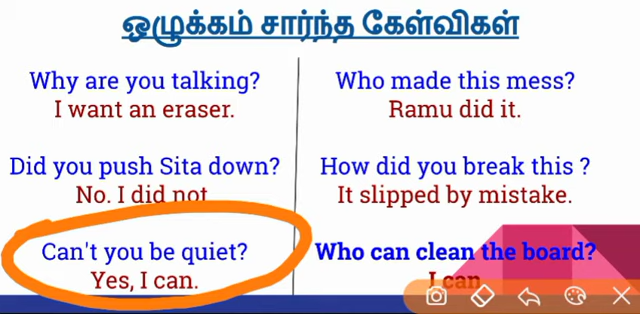 ஒழுக்கம் சார்ந்த கேள்விகள்
Why are you talking?
I want an eraser.
Did you push Sita down?
No. I did not
Can't you be quiet?
Yes, I can.
Who made this mess?
Ramu did it.
How did you break this ?
It slipped by mistake.
Who can clean the board?
I can